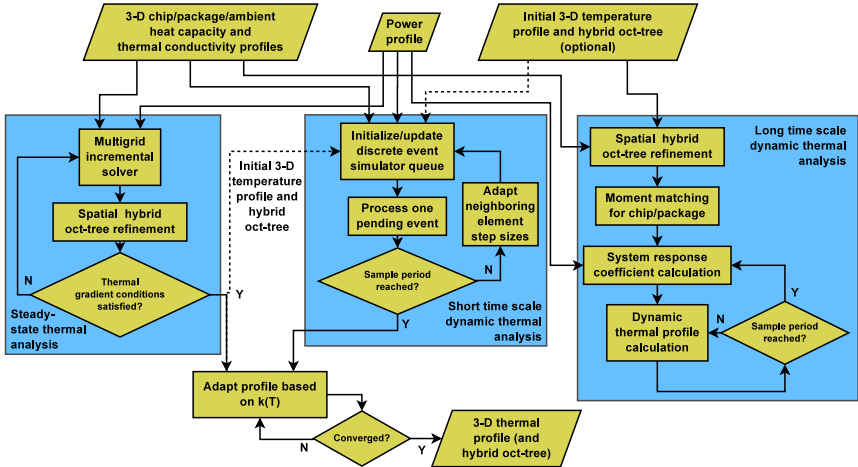 3-D chip/package/ambient
heat capacity and
thermal conductivity profiles
Power
profile
Initial 3-D temperature
profile and hybrid oct-tree
(optional)
Multigrid
incremental
solver
Spatial hybrid
oct-tree refinement
Thermal
gradient conditions
satisfied?
N
Y
Steady-
state thermal
analysis
Initial 3-D
temperature
profile and
hybrid
oct-tree
Initialize/update
discrete event
simulator queue
Process one
pending event
Adapt
neighboring
element
step sizes
Sample period
reached?
N
Y
Short time scale
dynamic thermal
analysis
Long time scale
dynamic thermal
analysis
Spatial hybrid
oct-tree refinement
Moment matching
for chip/package
System response
coefficient calculation
Dynamic
thermal profile
calculation
Y
N
Sample period
reached?
Adapt profile based
on k(T)
Converged?
N
Y
3-D thermal
profile (and
hybrid oct-tree)